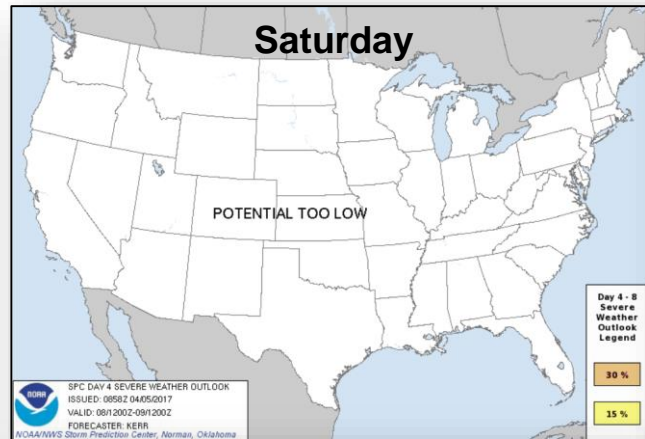 Saturday
POTENTIAL TOO LOW
Day 4 - 8
Severe
Weather
Outlook
Legend
30 %
15 %
NOAA
SPC DAY 4 SEVERE WEATHER OUTLOOK
ISSUED: 0858Z 04/05/2017
VALID: 08/1200Z-09/1200Z
FORECASTER: KERR
NOAA/NWS Storm Prediction Center, Norman, Oklahoma